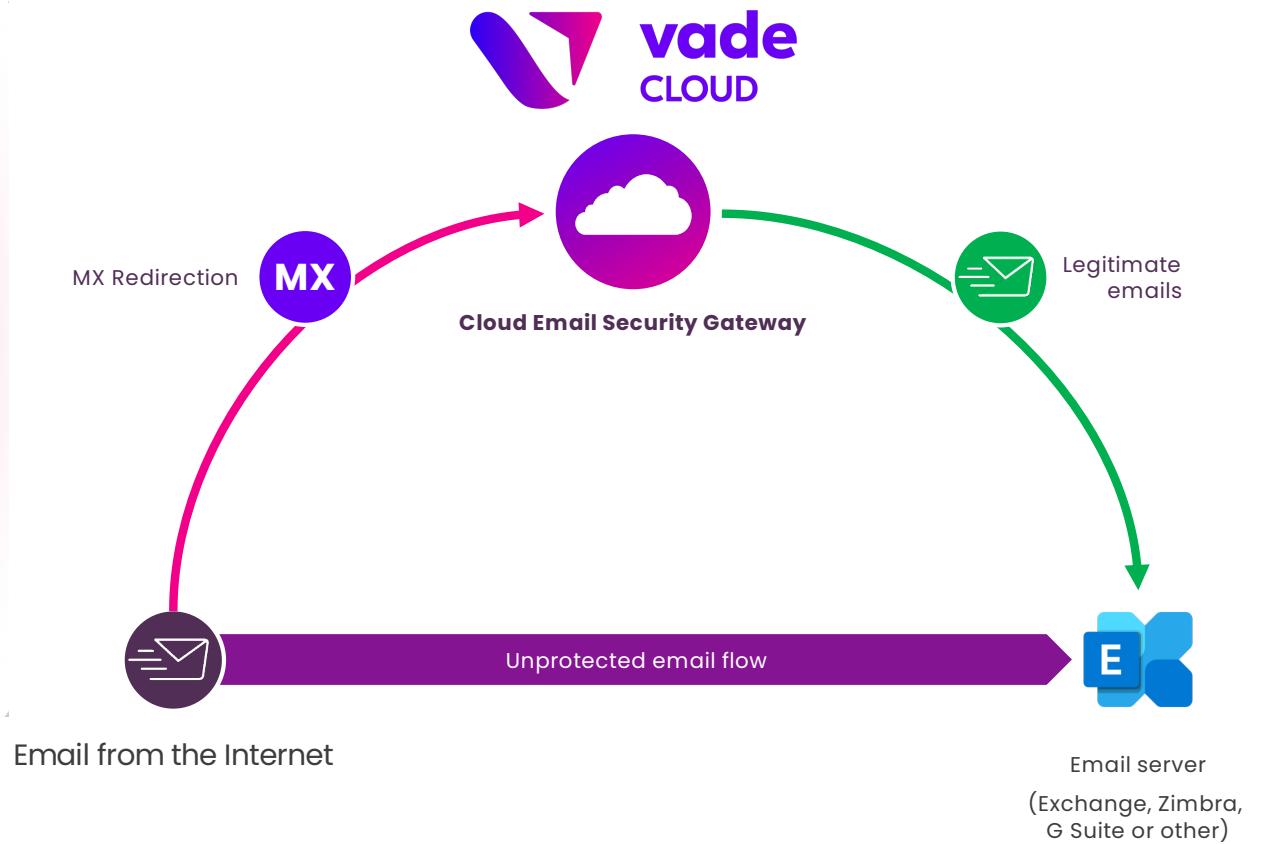 vade
CLOUD
MX Redirection
MX
Legitimate
emails
Cloud Email Security Gateway
Unprotected email flow
E
Email from the Internet
Email server
(Exchange, Zimbra,
G Suite or other)